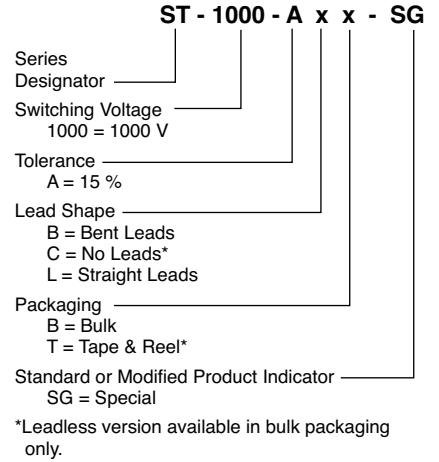 ST - 1000 - A x x - SG
Series
Designator
Switching Voltage
1000 = 1000 V
Tolerance
A = 15 %
Lead Shape
B = Bent Leads
C = No Leads*
L = Straight Leads
Packaging
B = Bulk
T = Tape & Reel*
Standard or Modified Product Indicator
SG = Special
*Leadless version available in bulk packaging
only.